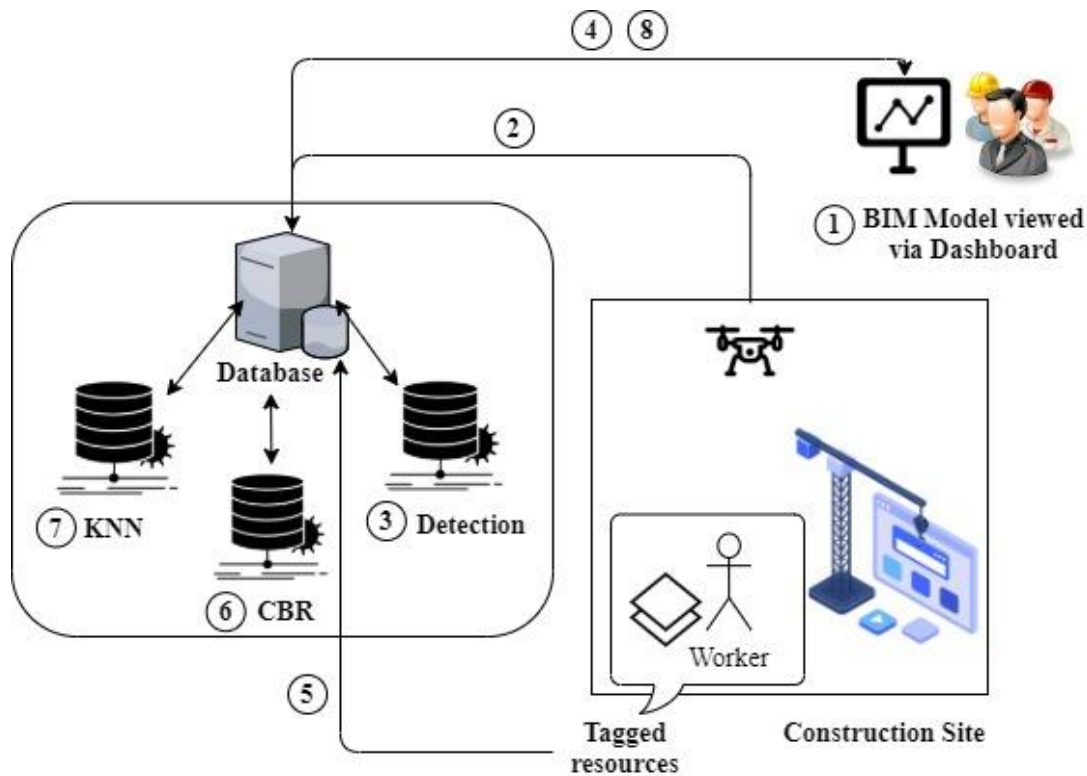 4 8
2
1 BIM Model viewed
via Dashboard
Database
7 KNN
3 Detection
6 CBR
Worker
5
Tagged
resources
Construction Site